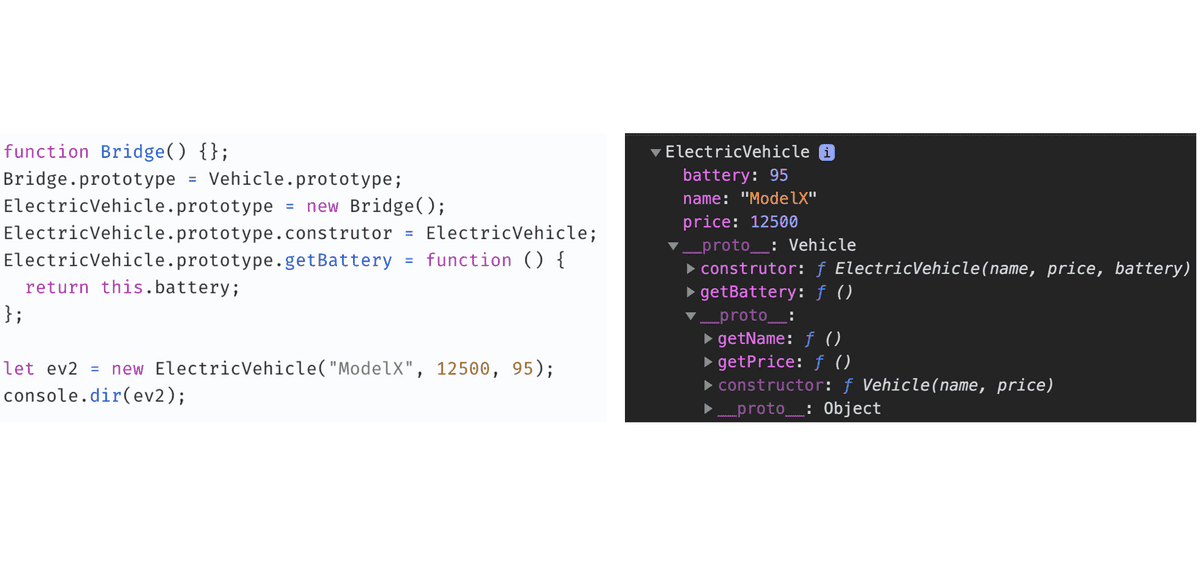 function Bridge() {};
Bridge.prototype = Vehicle.prototype;
ElectricVehicle.prototype = new Bridge();
ElectricVehicle.prototype.construtor = ElectricVehicle;
ElectricVehicle.prototype.getBattery = function () {
  return this.battery;
};

let ev2 = new ElectricVehicle("ModelX", 12500, 95);
console.dir(ev2);
▼ElectricVehicle i
battery: 95
name: "ModelX"
price: 12500
▼__proto__: Vehicle
▶construtor: ƒ ElectricVehicle(name, price, battery)
▶getBattery: ƒ ()
▼__proto__:
▶getName: ƒ ()
▶getPrice: ƒ ()
▶constructor: ƒ Vehicle(name, price)
▶__proto__: Object